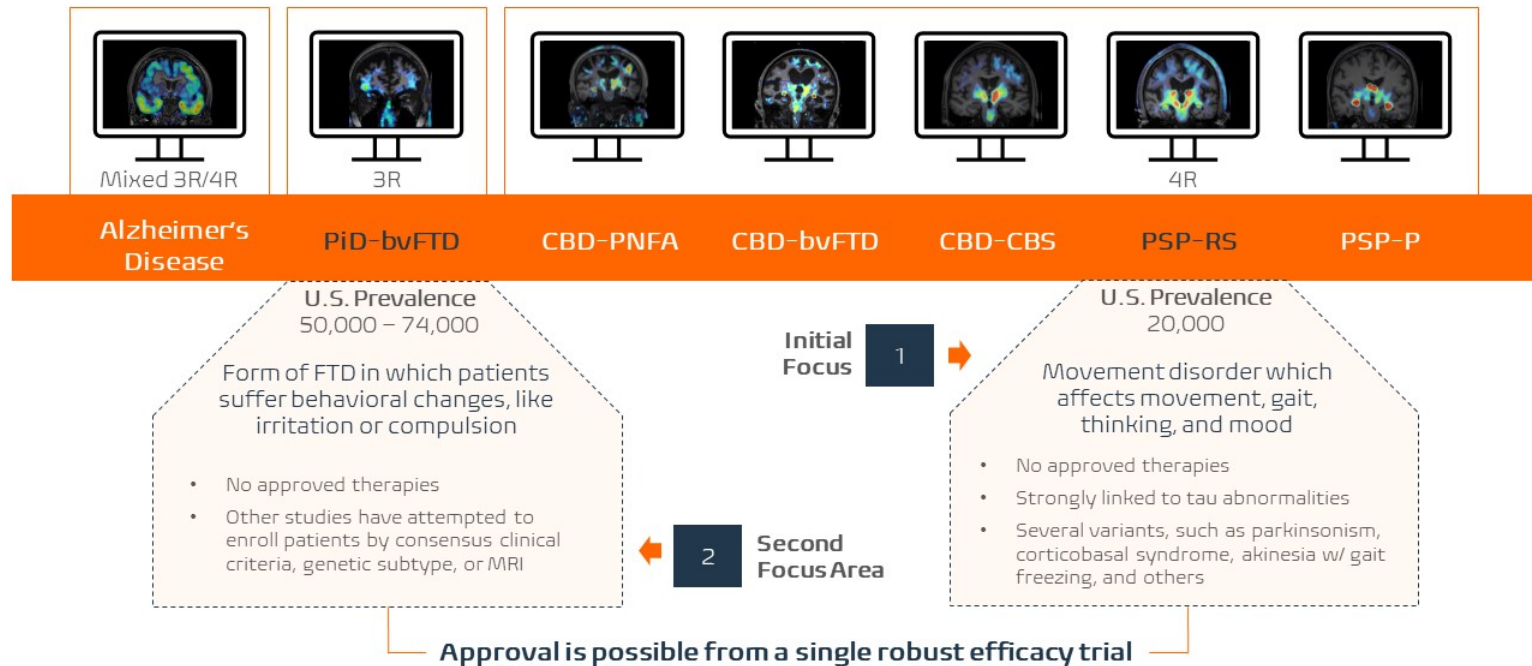 Mixed 3R/4R
3R
4R
Alzheimer's
Disease
PiD-bvFTD
CBD-PNFA
CBD-bvFTD
CBD-CBS
PSP-RS
PSP-P
U.S. Prevalence
50,000 – 74,000
Form of FTD in which patients
suffer behavioral changes, like
irritation or compulsion
• No approved therapies
• Other studies have attempted to
enroll patients by consensus clinical
criteria, genetic subtype, or MRI
Initial
Focus
1
2
Second
Focus Area
U.S. Prevalence
20,000
Movement disorder which
affects movement, gait,
thinking, and mood
• No approved therapies
• Strongly linked to tau abnormalities
• Several variants, such as parkinsonism,
corticobasal syndrome, akinesia w/ gait
freezing, and others
Approval is possible from a single robust efficacy trial